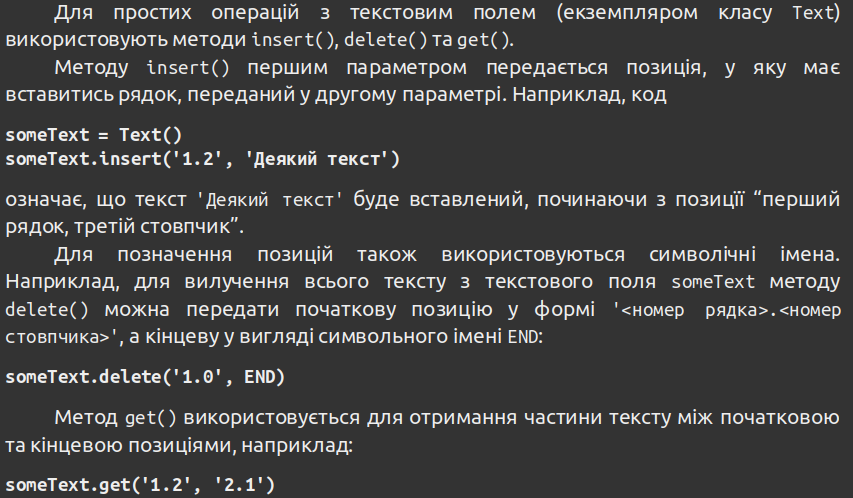 Для простих операцій з текстовим полем (екземпляром класу Text)
використовують методи insert(), delete() та get().
Методу insert() першим параметром передається позиція, у яку має
вставитись рядок, переданий у другому параметрі. Наприклад, код
someText = Text()
someText.insert('1.2', 'Деякий текст')
означає, що текст 'Деякий текст' буде вставлений, починаючи з позиції “перший
рядок, третій стовпчик”.
Для позначення позицій також використовуються символічні імена.
Наприклад, для вилучення всього тексту з текстового поля someText методу
delete() можна передати початкову позицію у формі '<номер рядка>.<номер
стовпчика>', а кінцеву у вигляді символьного імені END:
someText.delete('1.0', END)
Метод get() використовується для отримання частини тексту між початковою
та кінцевою позиціями, наприклад:
someText.get('1.2', '2.1')